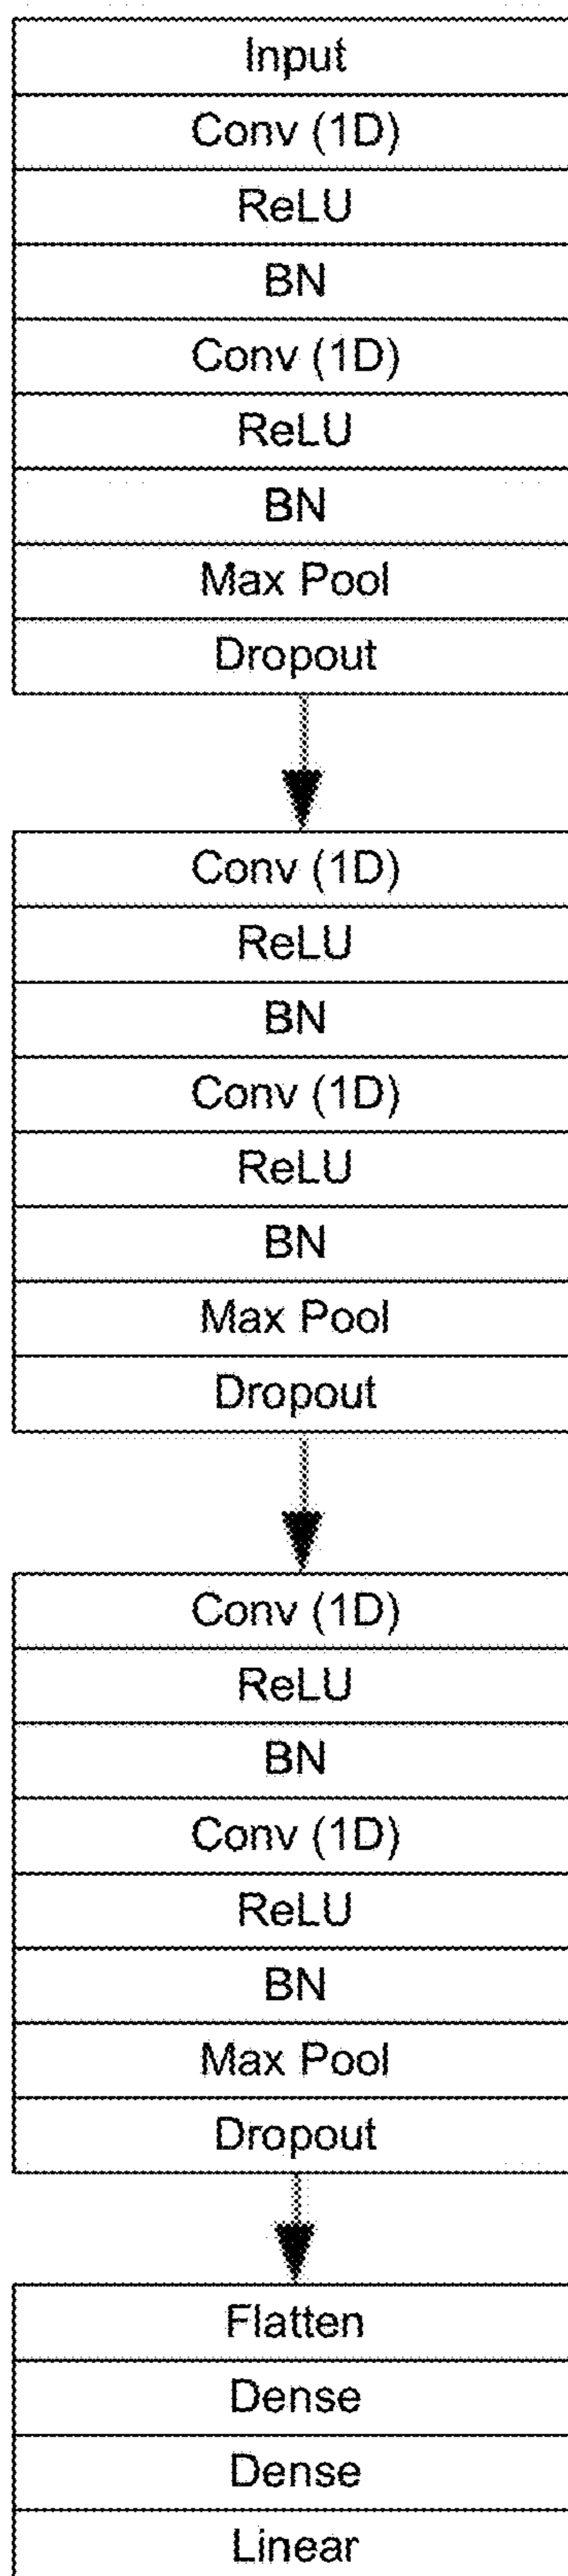 Input
Conv (1D)
ReLU
BN
Conv (1D)
ReLU
BN
Max Pool
Dropout
Conv (1D)
ReLU
BN
Conv (1D)
ReLU
BN
Max Pool
Dropout
Conv (1D)
ReLU
BN
Conv (1D)
ReLU
BN
Max Pool
Dropout
Flatten
Dense
Dense
Linear